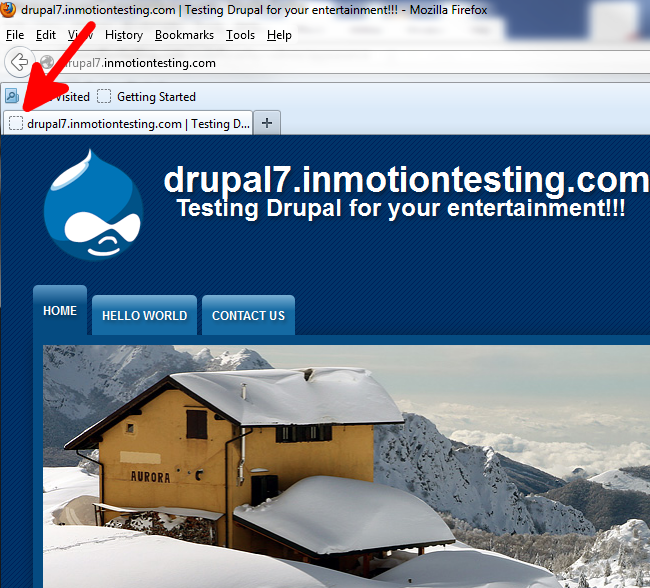 drupal7.inmotiontesting.com | Testing Drupal for your entertainment!!! - Mozilla Firefox
File Edit View History Bookmarks Tools Help
drupal7.inmotiontesting.com
Visited Getting Started
drupal7.inmotiontesting.com | Testing D... +
drupal7.inmotiontesting.com
Testing Drupal for your entertainment!!!
HOME HELLO WORLD CONTACT US
AURORA